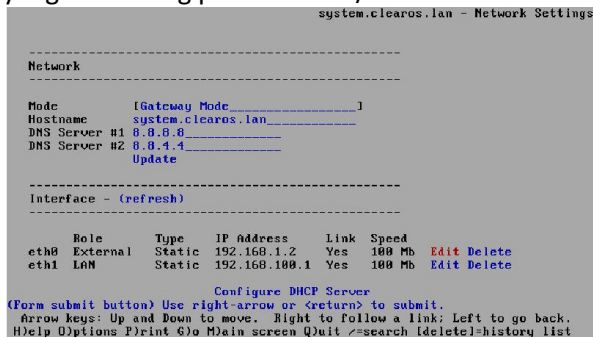 system.clearos.lan - Network Settings
----------------------------------------
Network
----------------------------------------
Mode [Gateway Mode_________________]
Hostname system.clearos.lan____________
DNS Server #1 8.8.8.8_____________
DNS Server #2 8.8.4.4_____________
Update
----------------------------------------
Interface - (refresh)
----------------------------------------
Role Type IP Address Link Speed
eth0 External Static 192.168.1.2 Yes 100 Mb Edit Delete
eth1 LAN Static 192.168.100.1 Yes 100 Mb Edit Delete
Configure DHCP Server
(Form submit button) Use right-arrow or <return> to submit.
Arrow keys: Up and Down to move. Right to follow a link; Left to go back.
H)elp O)ptions P)rint G)o M)ain screen Q)uit /=search [delete]=history list